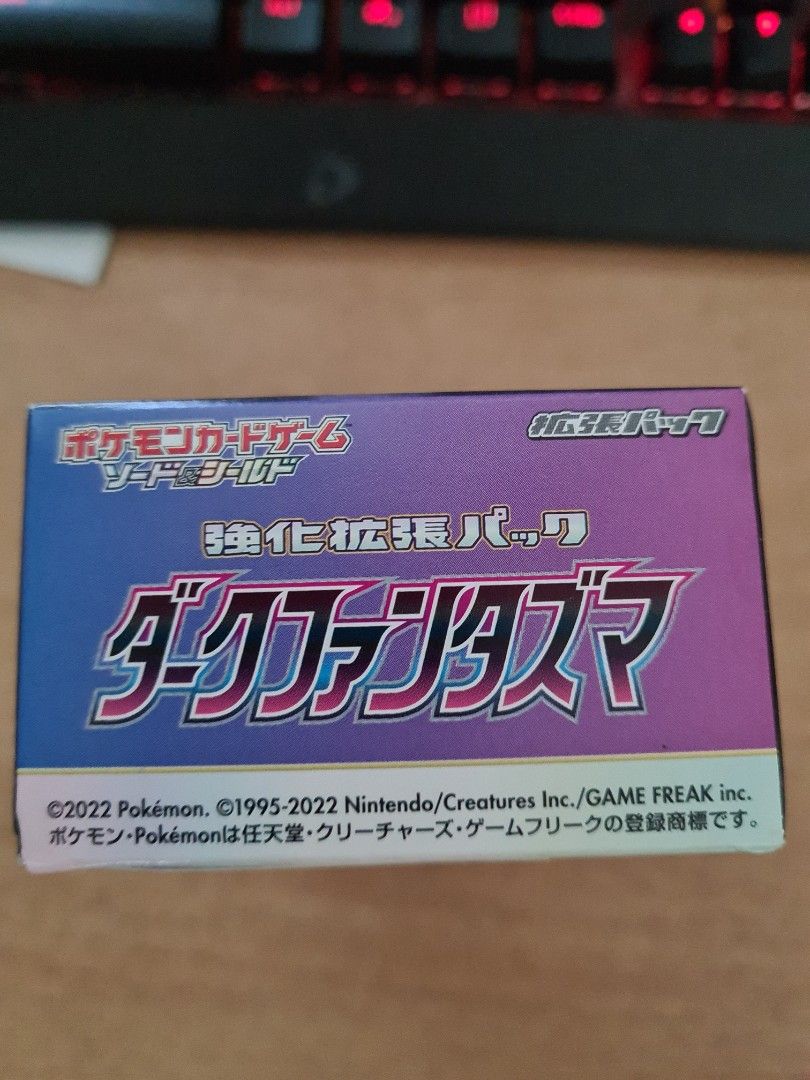 ポケモンカードゲーム
ソード&シールド
拡張パック
強化拡張パック
ダークファンタズマ
©2022 Pokémon. ©1995-2022 Nintendo/Creatures Inc./GAME FREAK inc.
ポケモン・Pokémonは任天堂・クリーチャーズ・ゲームフリークの登録商標です。